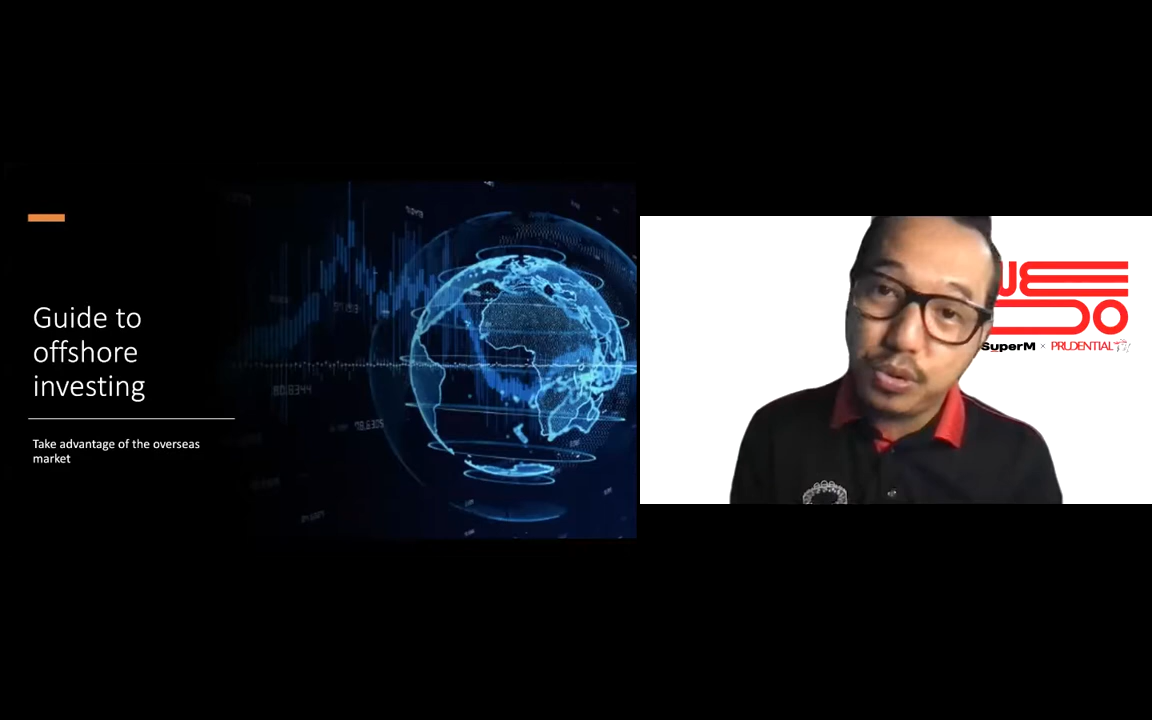 Guide to
offshore
investing
Take advantage of the overseas
market
WE
DO
SuperM × PRUDENTIAL